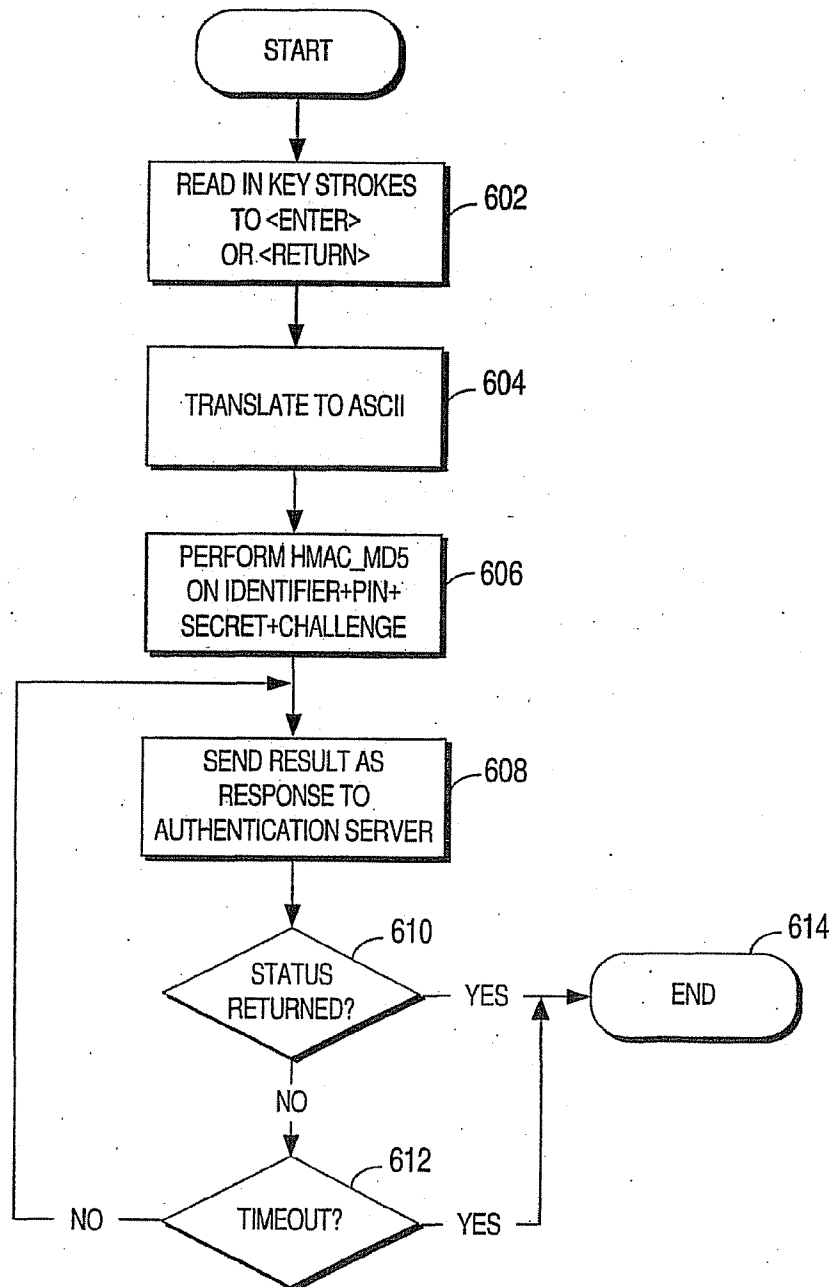 START
READ IN KEY STROKES
TO <ENTER>
OR <RETURN>
602
TRANSLATE TO ASCII
604
PERFORM HMAC_MD5
ON IDENTIFIER+PIN+
SECRET+CHALLENGE
606
SEND RESULT AS
RESPONSE TO
AUTHENTICATION SERVER
608
610
STATUS
RETURNED?
YES
614
END
NO
612
TIMEOUT?
NO
YES